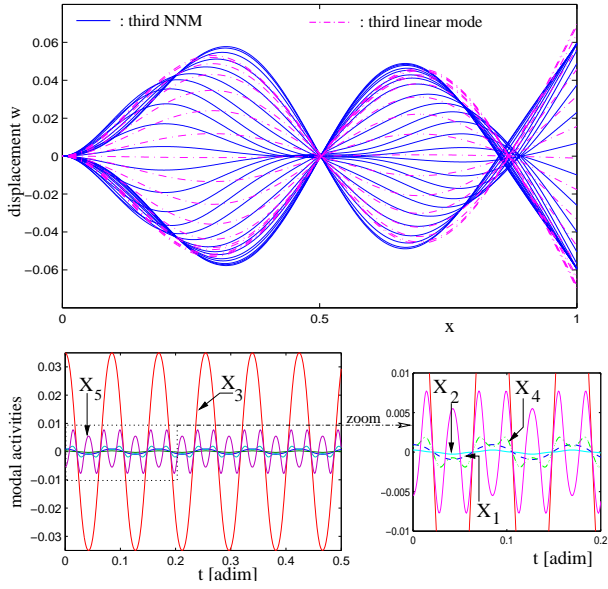 : third NNM
: third linear mode
displacement w
0.06
0.04
0.02
0
−0.02
−0.04
−0.06
0
0.5
x
1
modal activities
0.03
0.02
0.01
0
−0.01
−0.02
−0.03
X5
X3
0
0.1
0.2
0.3
0.4
0.5
t [adim]
zoom
0.01
0.005
0
−0.005
−0.01
X2
X4
X1
0
0.1
0.2
t [adim]